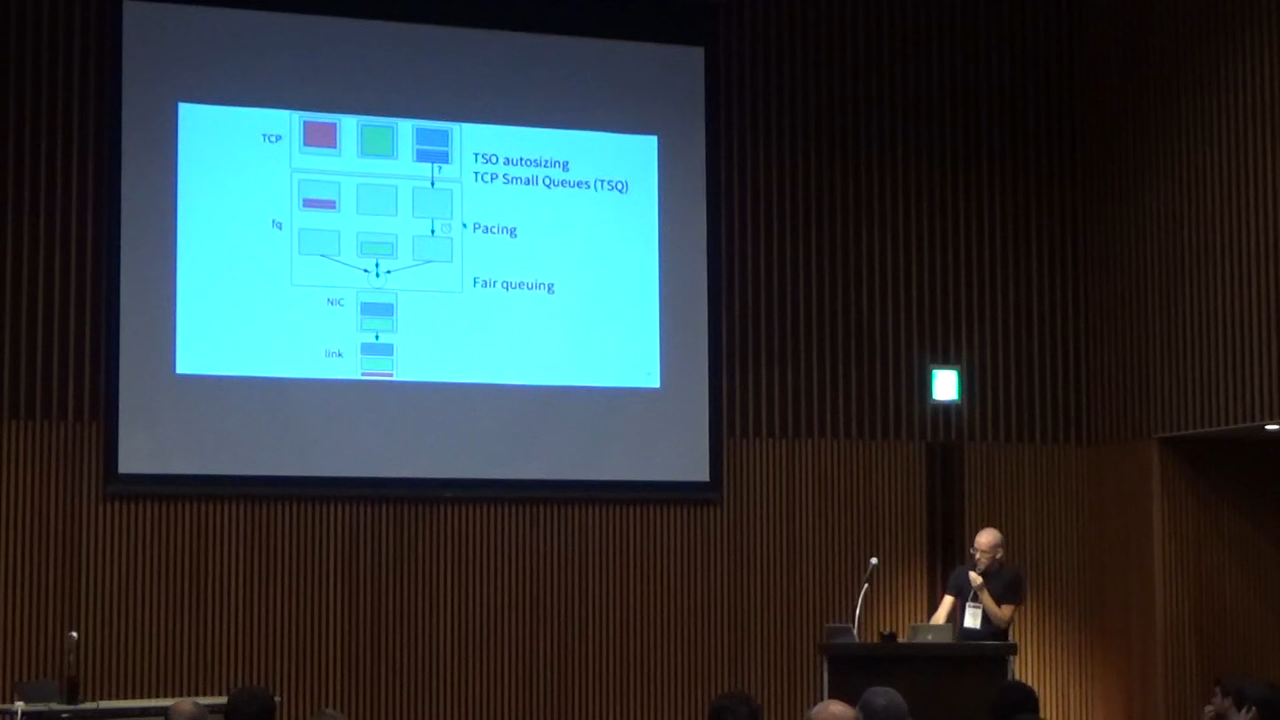 TCP
?
TSO autosizing
TCP Small Queues (TSQ)
fq
Pacing
Fair queuing
NIC
link